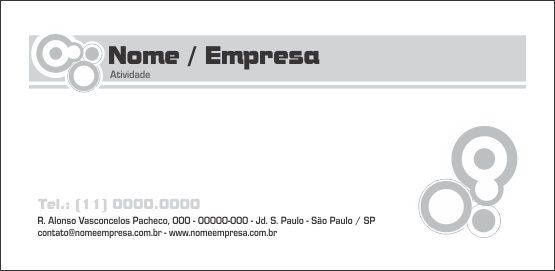 Nome / Empresa
Atividade
Tel.: (11) 0000.0000
R. Alonso Vasconcelos Pacheco, 000 - 00000-000 - Jd. S. Paulo - São Paulo / SP
contato@nomeempresa.com.br - www.nomeempresa.com.br